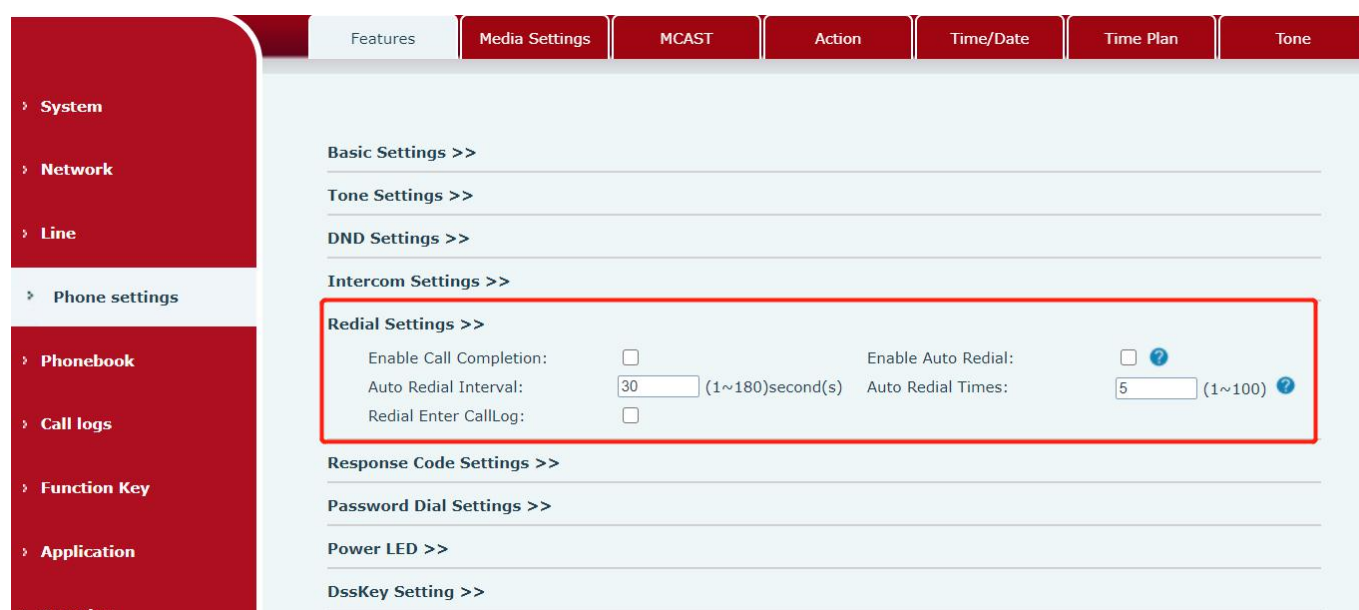 Features Media Settings MCAST Action Time/Date Time Plan Tone
System
Network
Line
Phone settings
Phonebook
Call logs
Function Key
Application
Basic Settings >>
Tone Settings >>
DND Settings >>
Intercom Settings >>
Redial Settings >>
Enable Call Completion: Enable Auto Redial: ?
Auto Redial Interval: 30 (1~180)second(s) Auto Redial Times: 5 (1~100) ?
Redial Enter CallLog:
Response Code Settings >>
Password Dial Settings >>
Power LED >>
DssKey Setting >>